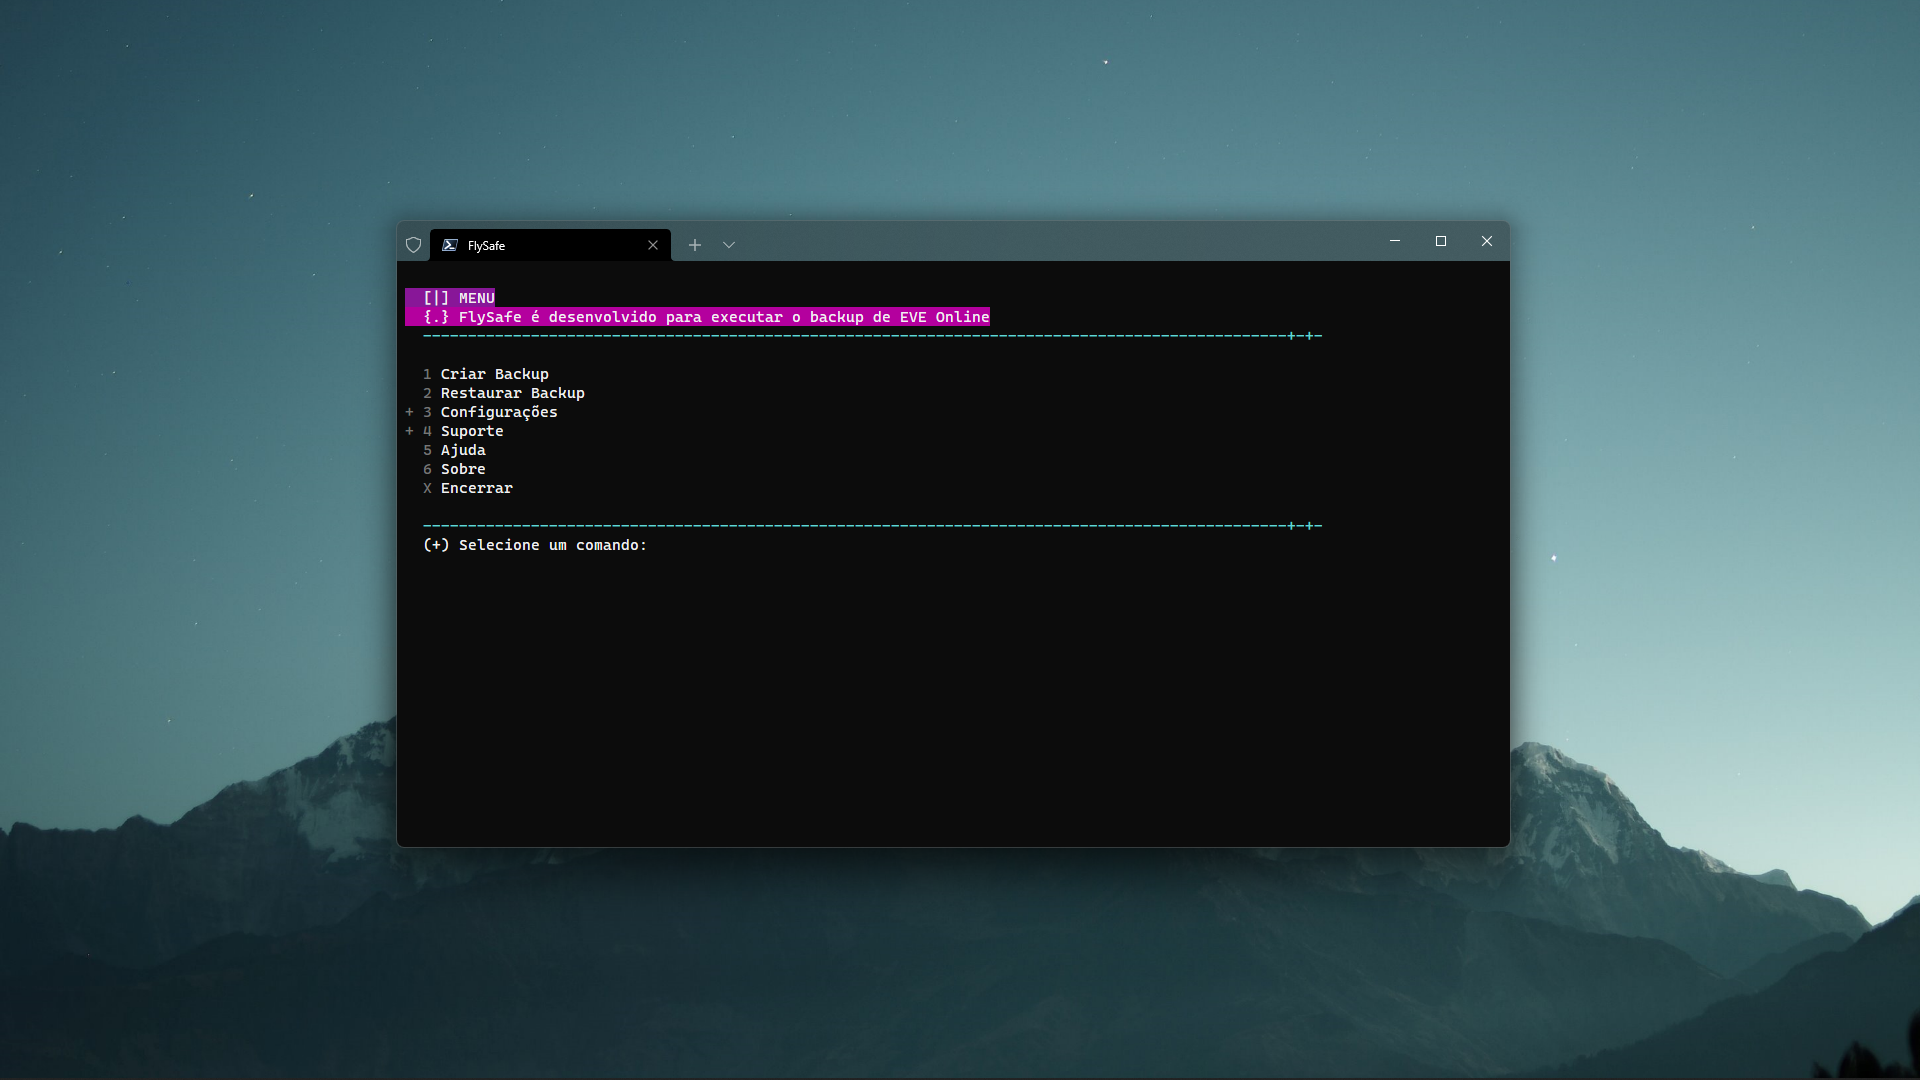 FlySafe
[|] MENU
{.} FlySafe é desenvolvido para executar o backup de EVE Online
------------------------------------------------------------------------------------------------+-+-
1 Criar Backup
2 Restaurar Backup
+ 3 Configurações
+ 4 Suporte
5 Ajuda
6 Sobre
X Encerrar
------------------------------------------------------------------------------------------------+-+-
(+) Selecione um comando: